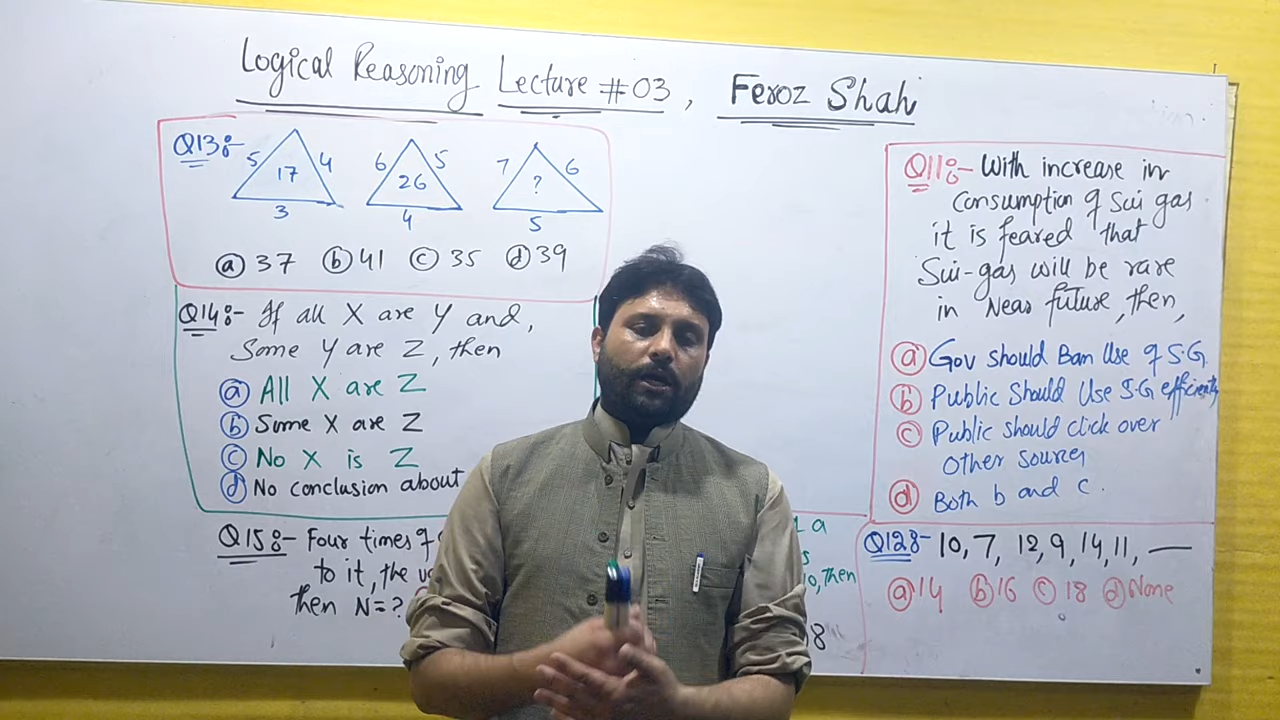 Logical Reasoning Lecture #03, Feroz Shah
Q13:-
5 17 4
3
6 26 5
4
7 ? 6
5
(a) 37 (b) 41 (c) 35 (d) 39
Q14:- If all X are Y and,
Some Y are Z, then
(a) All X are Z
(b) Some X are Z
(c) No X is Z
(d) No conclusion about
Q15:- Four times of
to it, the
then N=?
a
10, then
18
Q11:- With increase in
Consumption of Sui gas
it is feared that
Sui-gas will be rare
in Near future, then,
(a) Gov should Ban Use of S.G.
(b) Public Should Use S.G efficiently
(c) Public should click over
Other sources
(d) Both b and c.
Q12:- 10, 7, 12, 9, 14, 11, __
(a) 14 (b) 16 (c) 18 (d) None